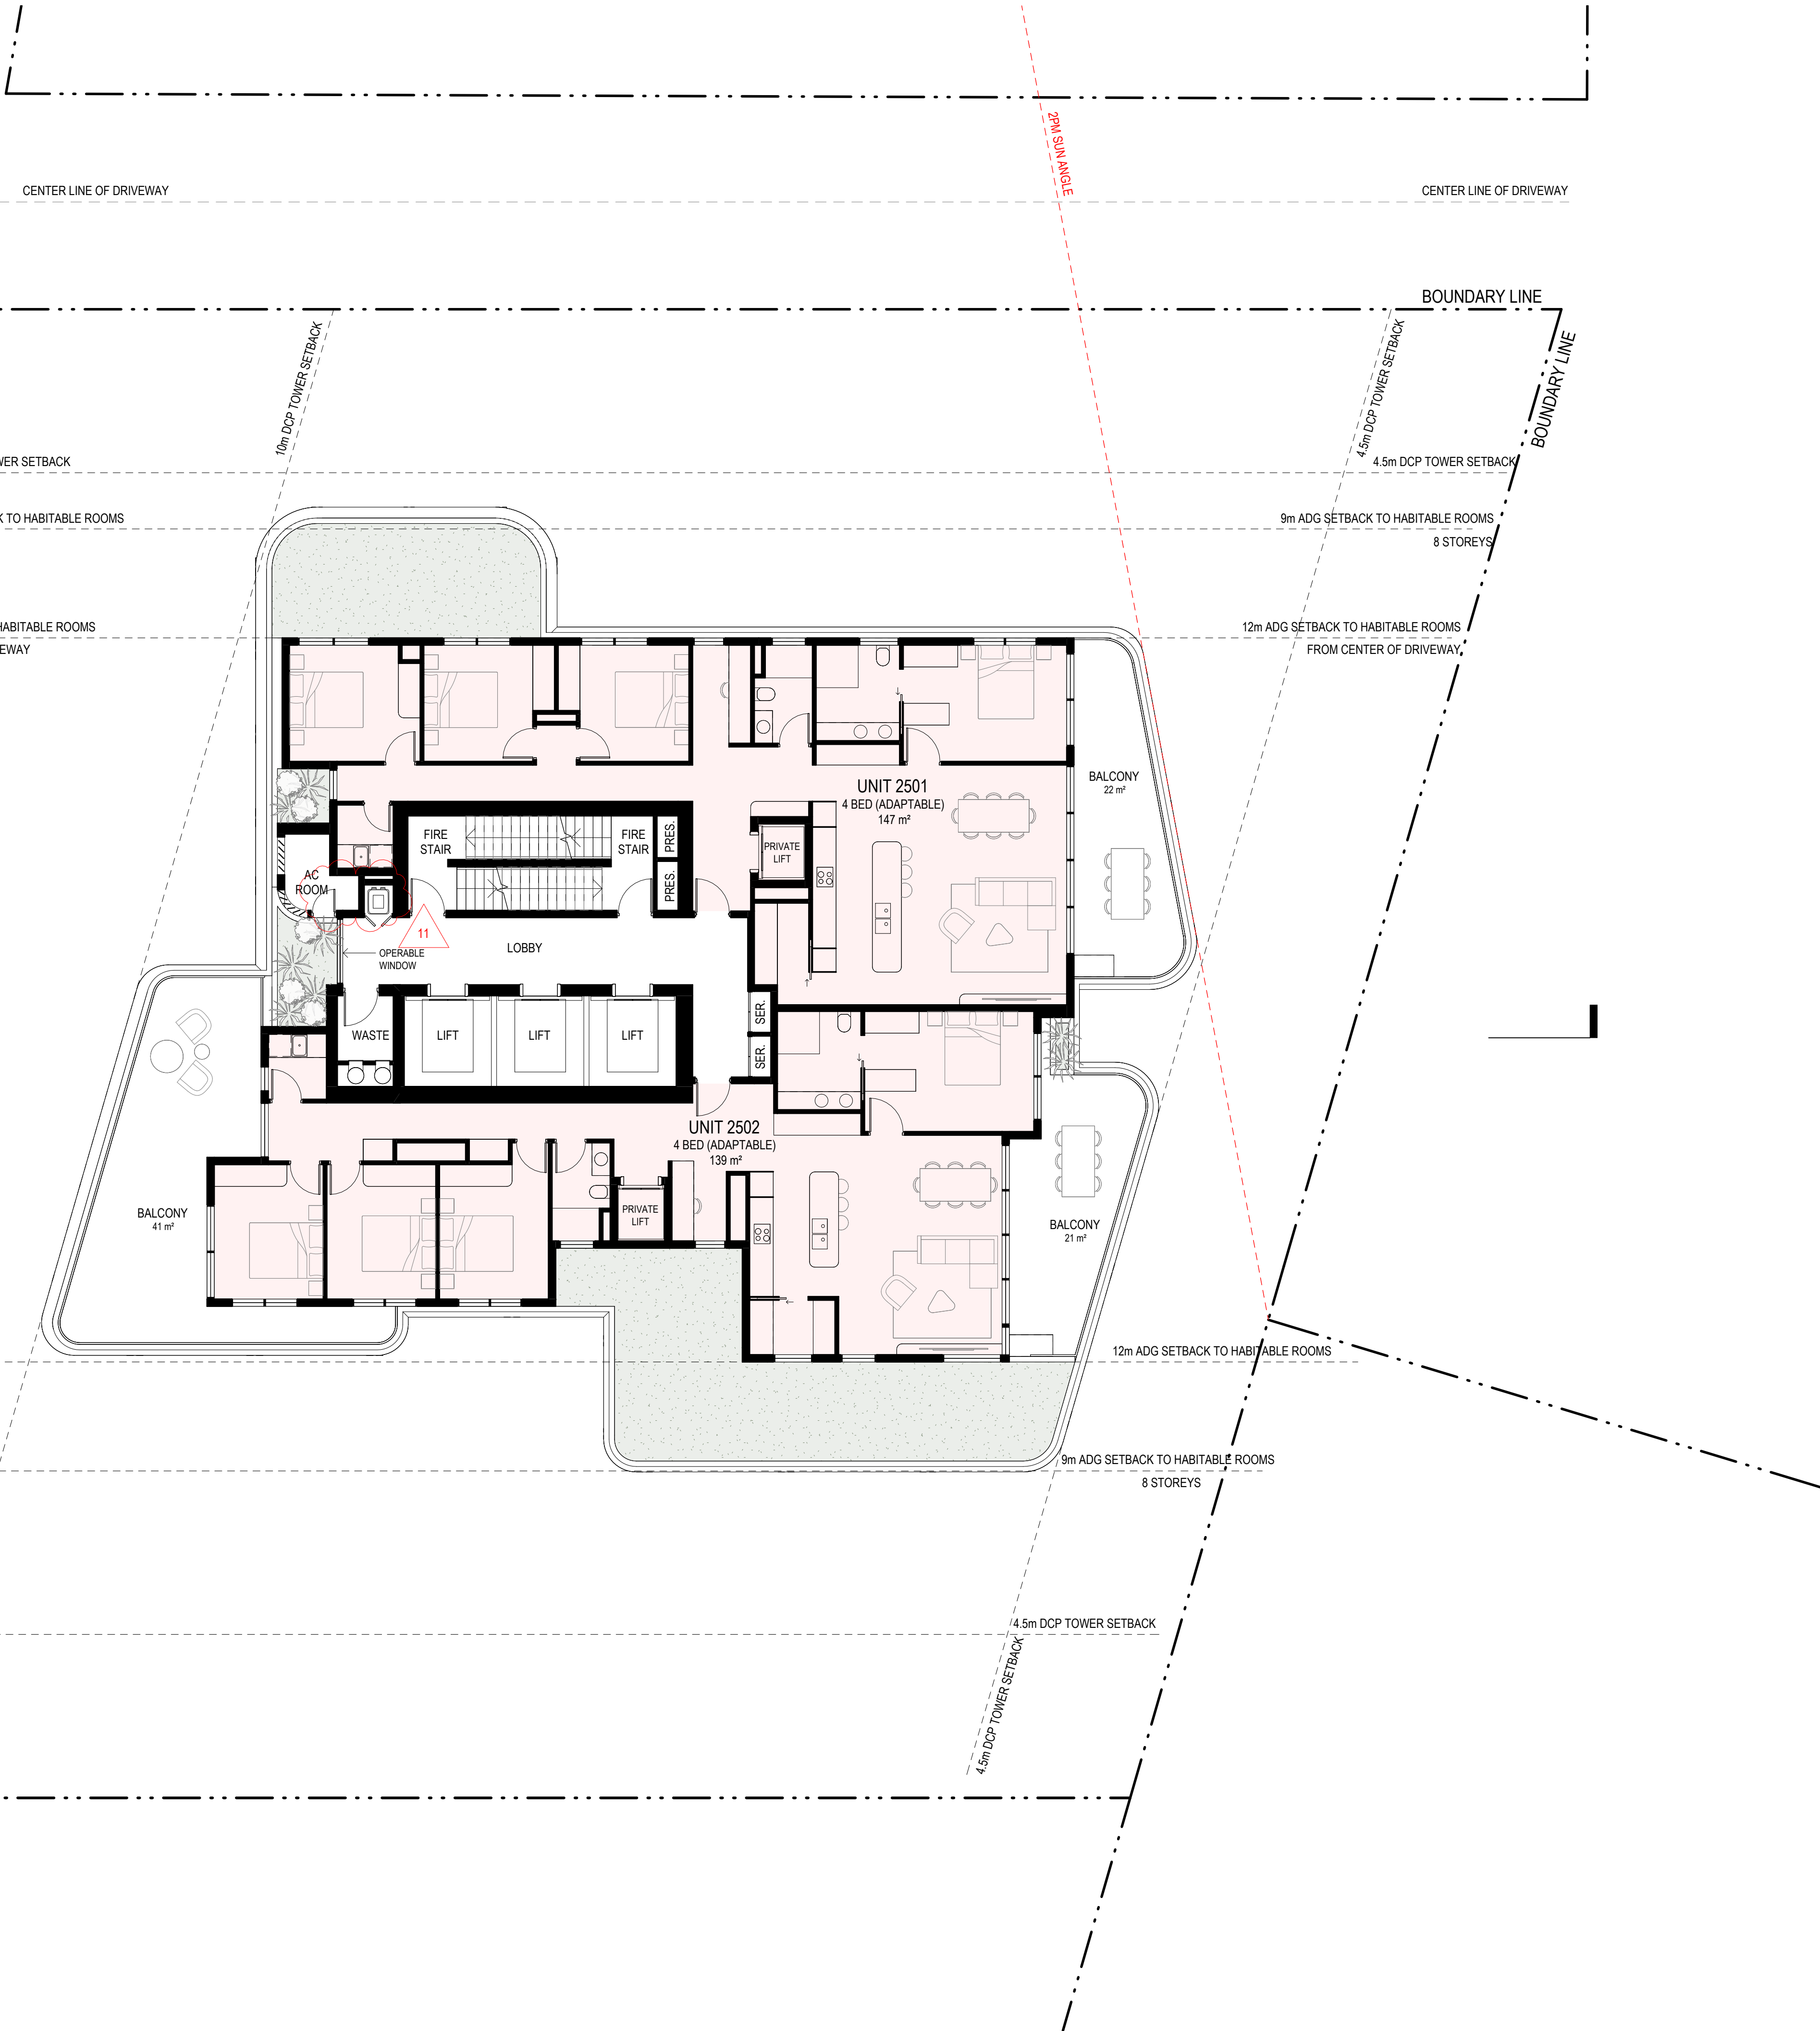 2PM SUN ANGLE
CENTER LINE OF DRIVEWAY
CENTER LINE OF DRIVEWAY
BOUNDARY LINE
BOUNDARY LINE
10m DCP TOWER SETBACK
4.5m DCP TOWER SETBACK
SETBACK
4.5m DCP TOWER SETBACK
TO HABITABLE ROOMS
9m ADG SETBACK TO HABITABLE ROOMS
8 STOREYS
HABITABLE ROOMS
12m ADG SETBACK TO HABITABLE ROOMS
FROM CENTER OF DRIVEWAY
UNIT 2501
4 BED (ADAPTABLE)
147 m²
BALCONY
22 m²
FIRE
STAIR
FIRE
STAIR
PRES.
PRES.
PRIVATE
LIFT
AC
ROOM
11
LOBBY
OPERABLE
WINDOW
WASTE
LIFT
LIFT
LIFT
SER.
SER.
UNIT 2502
4 BED (ADAPTABLE)
139 m²
PRIVATE
LIFT
BALCONY
41 m²
BALCONY
21 m²
12m ADG SETBACK TO HABITABLE ROOMS
9m ADG SETBACK TO HABITABLE ROOMS
8 STOREYS
4.5m DCP TOWER SETBACK
4.5m DCP TOWER SETBACK